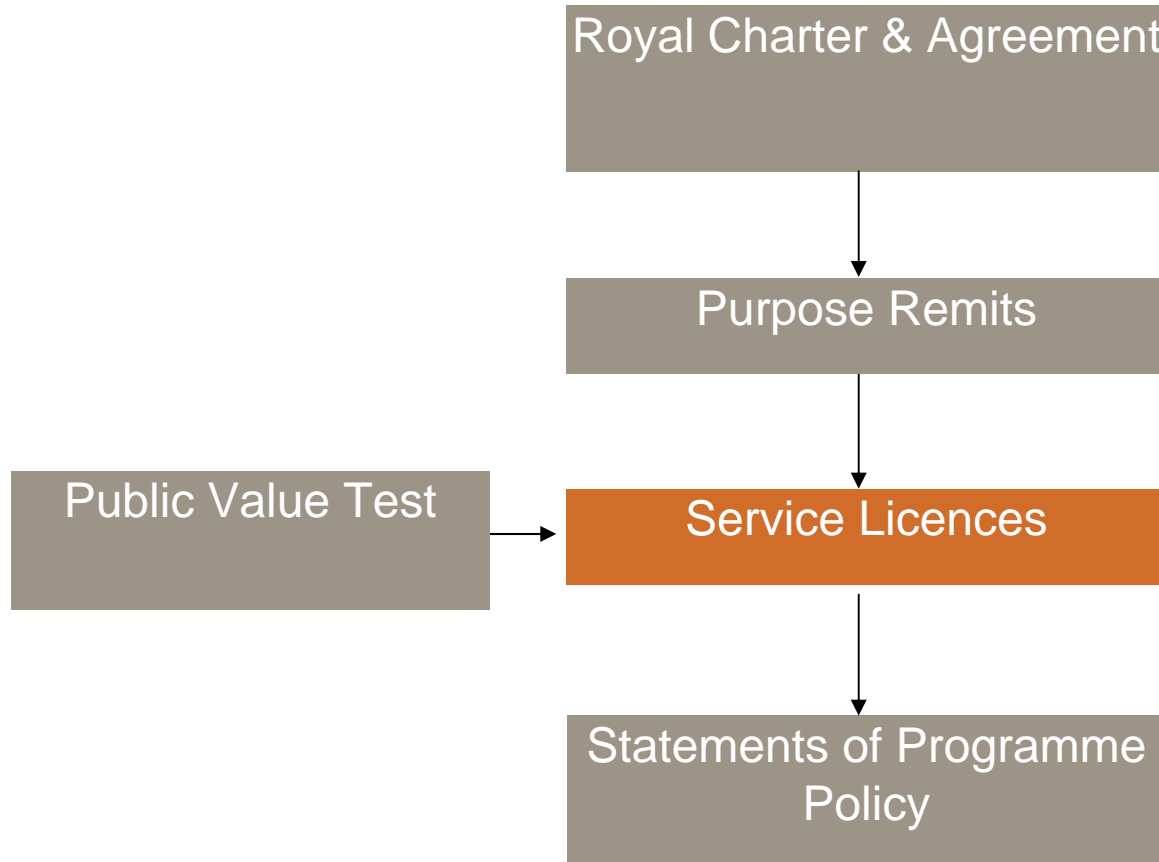 Royal Charter & Agreement
Purpose Remits
Public Value Test
Service Licences
Statements of Programme
Policy